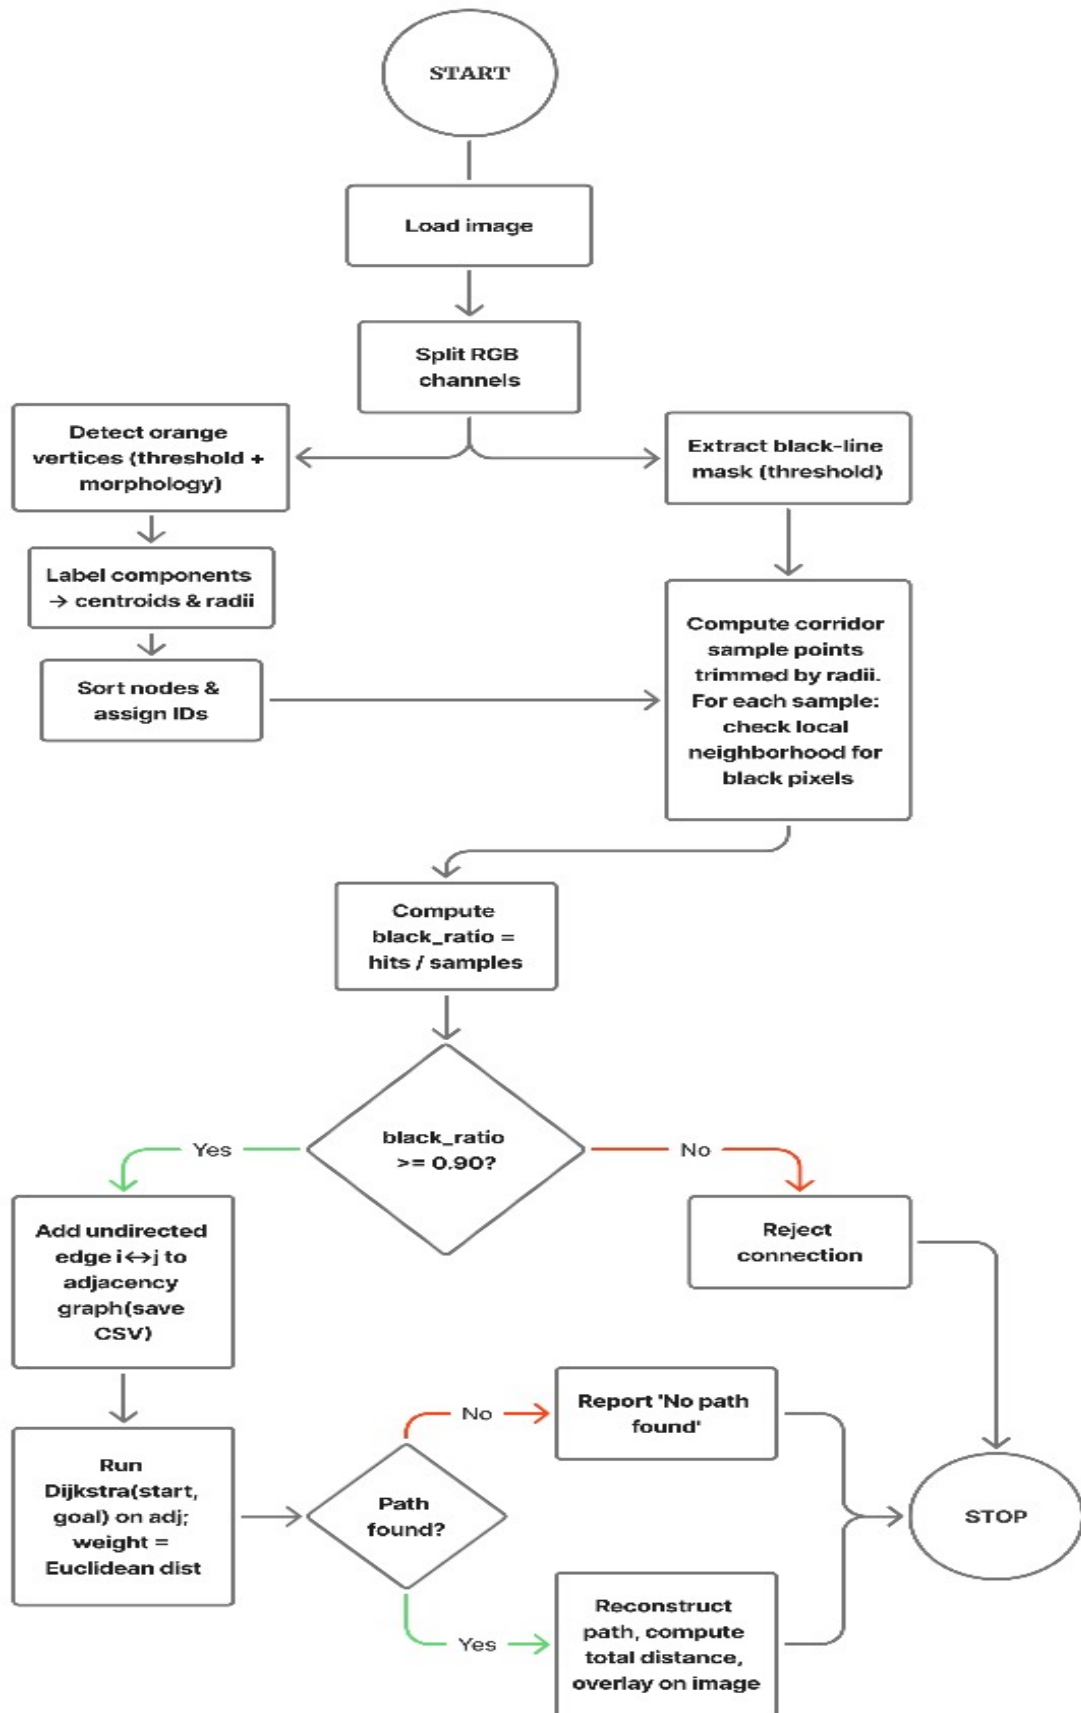 START
Load image
Split RGB
channels
Detect orange
vertices (threshold +
morphology)
Extract black-line
mask (threshold)
Label components
→ centroids & radii
Sort nodes &
assign IDs
Compute corridor
sample points
trimmed by radii.
For each sample:
check local
neighborhood for
black pixels
Compute
black_ratio =
hits / samples
black_ratio
>= 0.90?
Yes
No
Add undirected
edge i↔j to
adjacency
graph(save
CSV)
Reject
connection
Run
Dijkstra(start,
goal) on adj;
weight =
Euclidean dist
Path
found?
No
Report 'No path
found'
Yes
Reconstruct
path, compute
total distance,
overlay on image
STOP